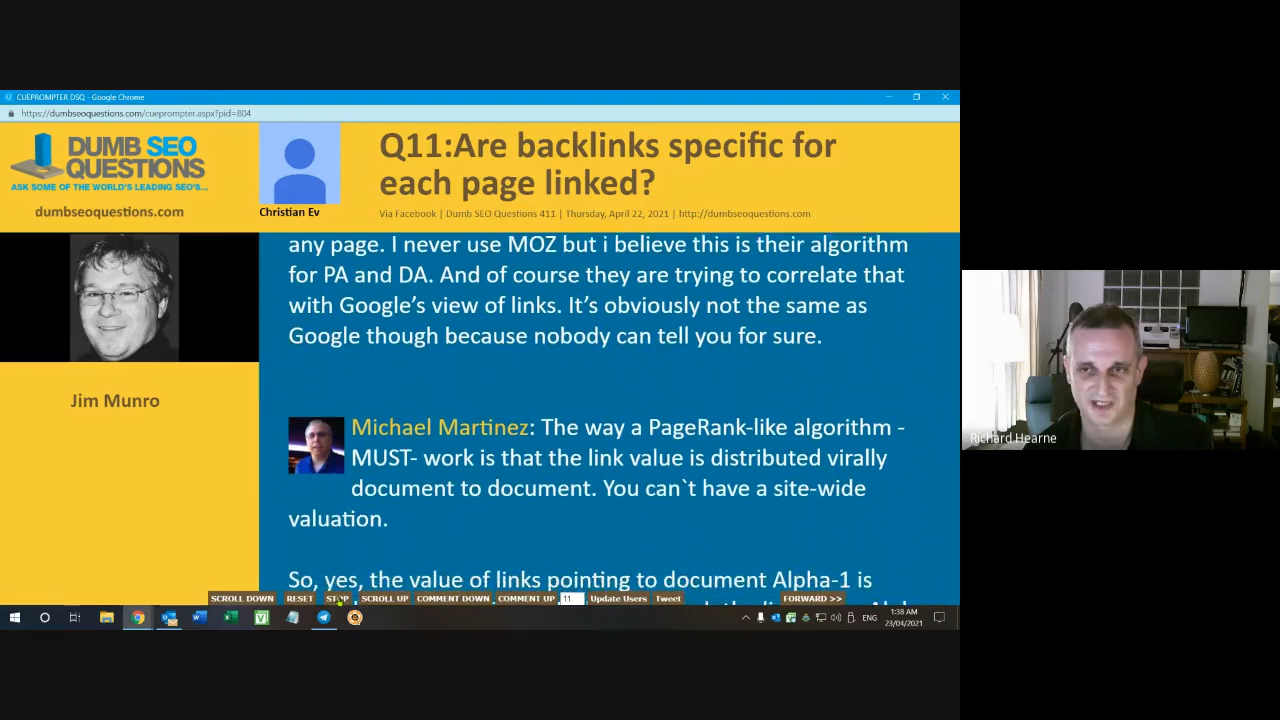 CUEPROMPTER DSQ - Google Chrome
https://dumbseoquestions.com/cueprompter.aspx?pid=804
DUMB SEO
QUESTIONS
ASK SOME OF THE WORLD'S LEADING SEO'S...
dumbseoquestions.com
Christian Ev
Q11:Are backlinks specific for
each page linked?
Via Facebook | Dumb SEO Questions 411 | Thursday, April 22, 2021 | http://dumbseoquestions.com
Jim Munro
any page. I never use MOZ but i believe this is their algorithm
for PA and DA. And of course they are trying to correlate that
with Google's view of links. It's obviously not the same as
Google though because nobody can tell you for sure.
Michael Martinez: The way a PageRank-like algorithm -
MUST- work is that the link value is distributed virally
document to document. You can`t have a site-wide
valuation.
So, yes, the value of links pointing to document Alpha-1 is
SCROLL DOWN RESET STOP SCROLL UP COMMENT DOWN COMMENT UP 11 Update Users Tweet FORWARD >>
ENG
1:38 AM
23/04/2021
Richard Hearne